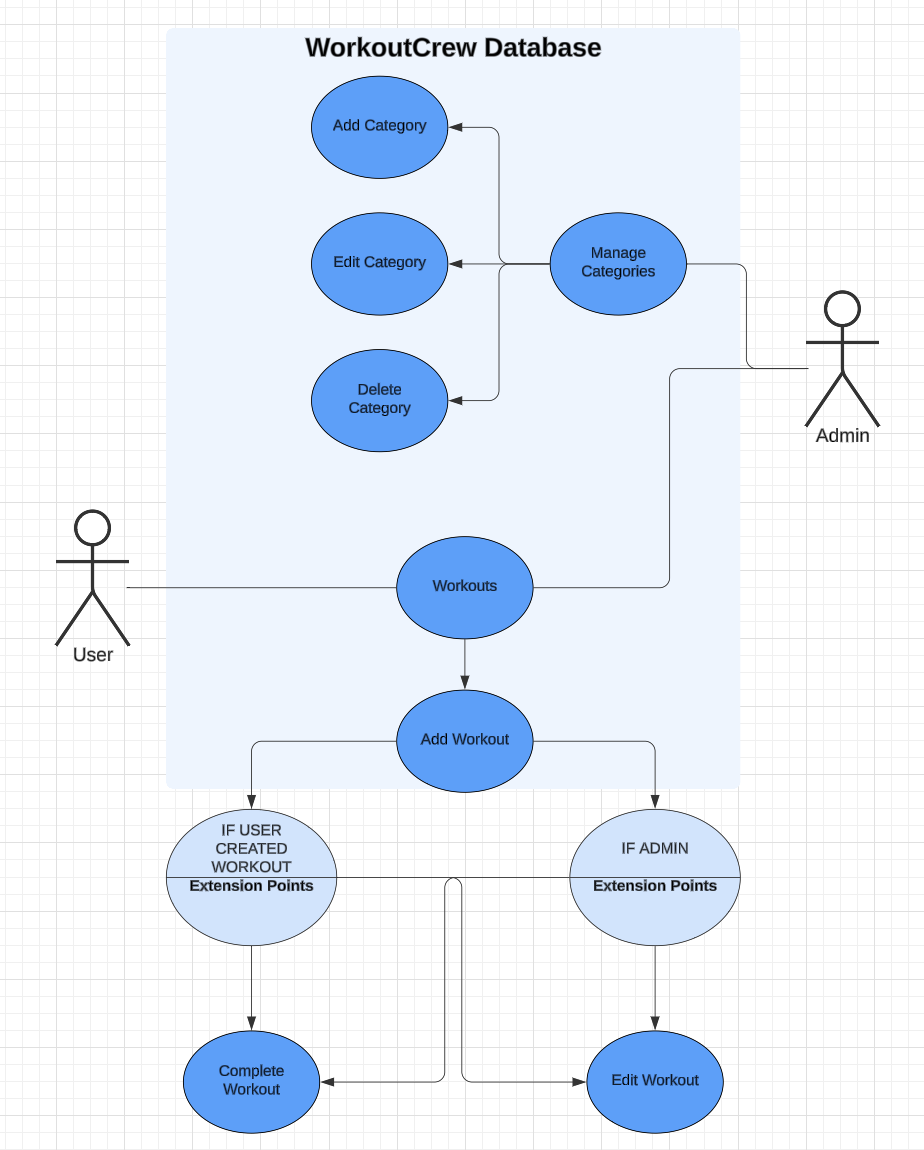 WorkoutCrew Database
Add Category
Edit Category
Manage
Categories
Delete
Category
Admin
Workouts
User
Add Workout
IF USER
CREATED
WORKOUT
Extension Points
IF ADMIN
Extension Points
Complete
Workout
Edit Workout